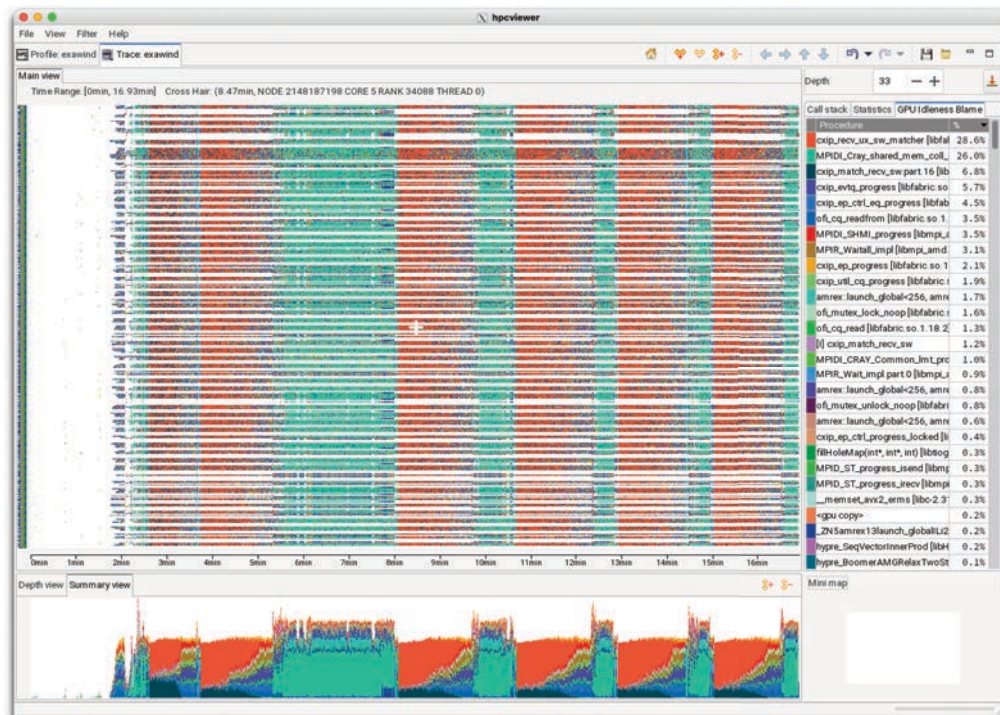 hpcviewer
File View Filter Help
Profile: exawind Trace: exawind
Main view
Time Range: [0min, 16.93min] Cross Hair: (8.47min, NODE 2148187198 CORE 5 RANK 34088 THREAD 0)
Depth: 33
Call stack Statistics GPU Idleness Blame
Procedure %
cxip_recv_ux_sw_matcher [libfal 28.6%
MPIDI_Cray_shared_mem_coll_ 26.0%
cxip_match_recv_sw.part.16 [lib 6.8%
cxip_evtq_progress [libfabric.so 5.7%
cxip_ep_ctrl_eq_progress [libfab 4.5%
ofi_cq_readfrom [libfabric.so.1. 3.5%
MPIDI_SHMI_progress [libmpi_a 3.5%
MPIR_Waitall_impl [libmpi_amd. 3.1%
cxip_ep_progress [libfabric.so.1 2.1%
cxip_util_cq_progress [libfabric.s 1.9%
amrex::launch_global<256, amre 1.7%
ofi_mutex_lock_noop [libfabric.s 1.6%
ofi_cq_read [libfabric.so.1.18.2] 1.3%
[I] cxip_match_recv_sw 1.2%
MPIDI_CRAY_Common_lmt_pro 1.0%
MPIR_Wait_impl.part.0 [libmpi_a 0.9%
amrex::launch_global<256, amre 0.8%
ofi_mutex_unlock_noop [libfabri 0.8%
amrex::launch_global<256, amre 0.6%
cxip_ep_ctrl_progress_locked [li 0.4%
fillHoleMap(int*, int*, int) [libtiog 0.3%
MPID_ST_progress_isend [libmp 0.3%
MPID_ST_progress_irecv [libmpi 0.3%
__memset_avx2_erms [libc-2.3 0.3%
<gpu copy> 0.2%
_ZN5amrex13launch_globalILi2 0.2%
hypre_SeqVectorInnerProd [libH 0.2%
hypre_BoomerAMGRelaxTwoSt 0.1%
0min 1min 2min 3min 4min 5min 6min 7min 8min 9min 10min 11min 12min 13min 14min 15min 16min
Depth view Summary view
Mini map